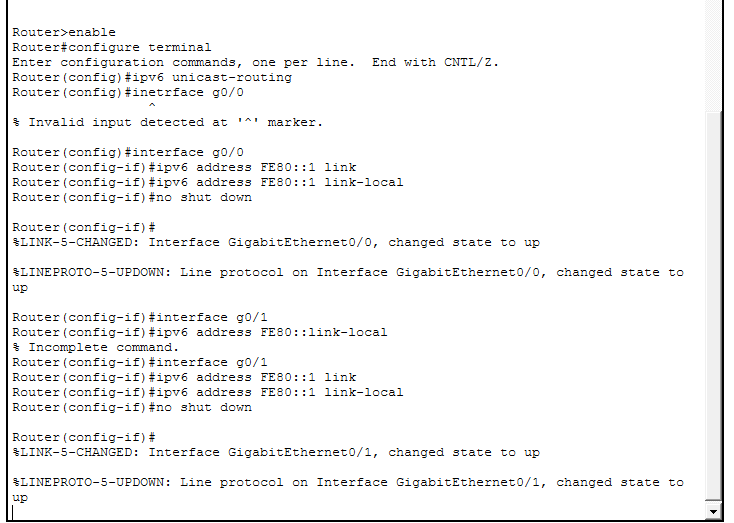 Router>enable
Router#configure terminal
Enter configuration commands, one per line.  End with CNTL/Z.
Router(config)#ipv6 unicast-routing
Router(config)#inetrface g0/0
^
% Invalid input detected at '^' marker.
Router(config)#interface g0/0
Router(config-if)#ipv6 address FE80::1 link
Router(config-if)#ipv6 address FE80::1 link-local
Router(config-if)#no shut down
Router(config-if)#
%LINK-5-CHANGED: Interface GigabitEthernet0/0, changed state to up
%LINEPROTO-5-UPDOWN: Line protocol on Interface GigabitEthernet0/0, changed state to
up
Router(config-if)#interface g0/1
Router(config-if)#ipv6 address FE80::link-local
% Incomplete command.
Router(config-if)#interface g0/1
Router(config-if)#ipv6 address FE80::1 link
Router(config-if)#ipv6 address FE80::1 link-local
Router(config-if)#no shut down
Router(config-if)#
%LINK-5-CHANGED: Interface GigabitEthernet0/1, changed state to up
%LINEPROTO-5-UPDOWN: Line protocol on Interface GigabitEthernet0/1, changed state to
up